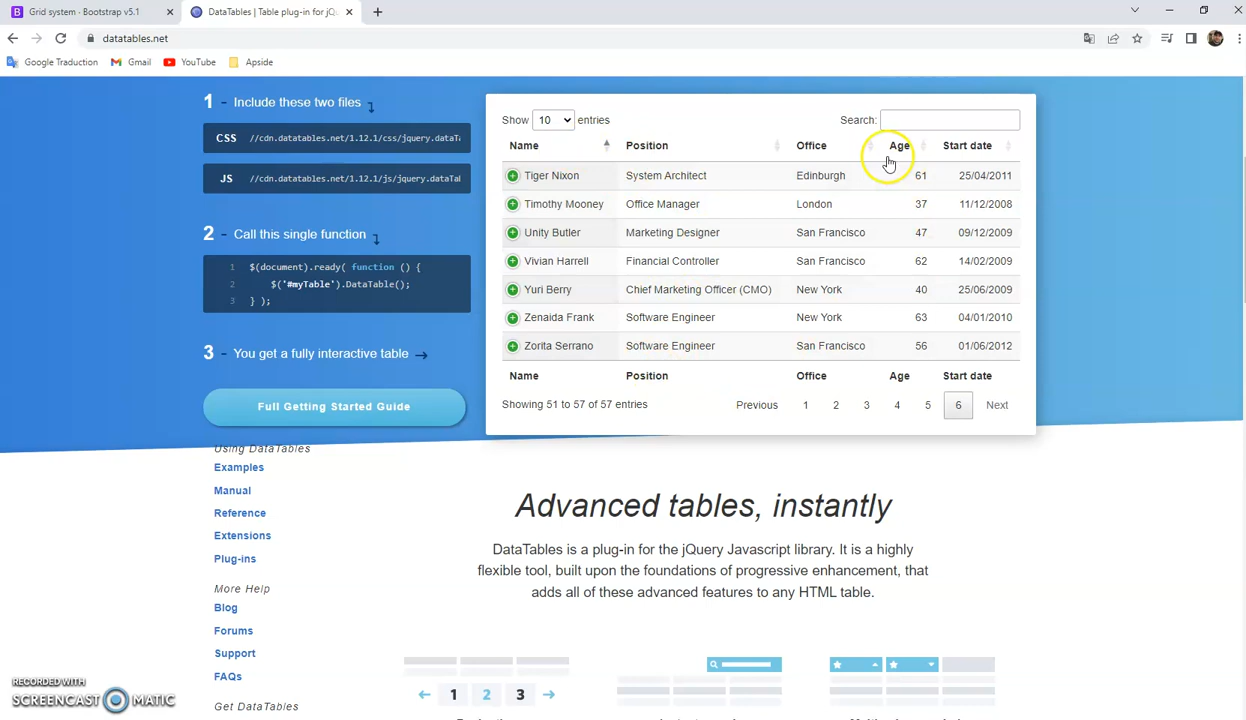 Grid system · Bootstrap v5.1
DataTables | Table plug-in for jQu
datatables.net
Google Traduction
Gmail
YouTube
Apside
1 - Include these two files
CSS //cdn.datatables.net/1.12.1/css/jquery.dataTa
JS //cdn.datatables.net/1.12.1/js/jquery.dataTabl
2 - Call this single function
1 $(document).ready( function () {
2 $('#myTable').DataTable();
3 } );
3 - You get a fully interactive table
Full Getting Started Guide
Show 10 entries
Search:
Name Position Office Age Start date
Tiger Nixon System Architect Edinburgh 61 25/04/2011
Timothy Mooney Office Manager London 37 11/12/2008
Unity Butler Marketing Designer San Francisco 47 09/12/2009
Vivian Harrell Financial Controller San Francisco 62 14/02/2009
Yuri Berry Chief Marketing Officer (CMO) New York 40 25/06/2009
Zenaida Frank Software Engineer New York 63 04/01/2010
Zorita Serrano Software Engineer San Francisco 56 01/06/2012
Name Position Office Age Start date
Showing 51 to 57 of 57 entries
Previous 1 2 3 4 5 6 Next
Using DataTables
Examples
Manual
Reference
Extensions
Plug-ins
More Help
Blog
Forums
Support
FAQs
Get DataTables
Advanced tables, instantly
DataTables is a plug-in for the jQuery Javascript library. It is a highly
flexible tool, built upon the foundations of progressive enhancement, that
adds all of these advanced features to any HTML table.
1 2 3
RECORDED WITH
SCREENCAST MATIC